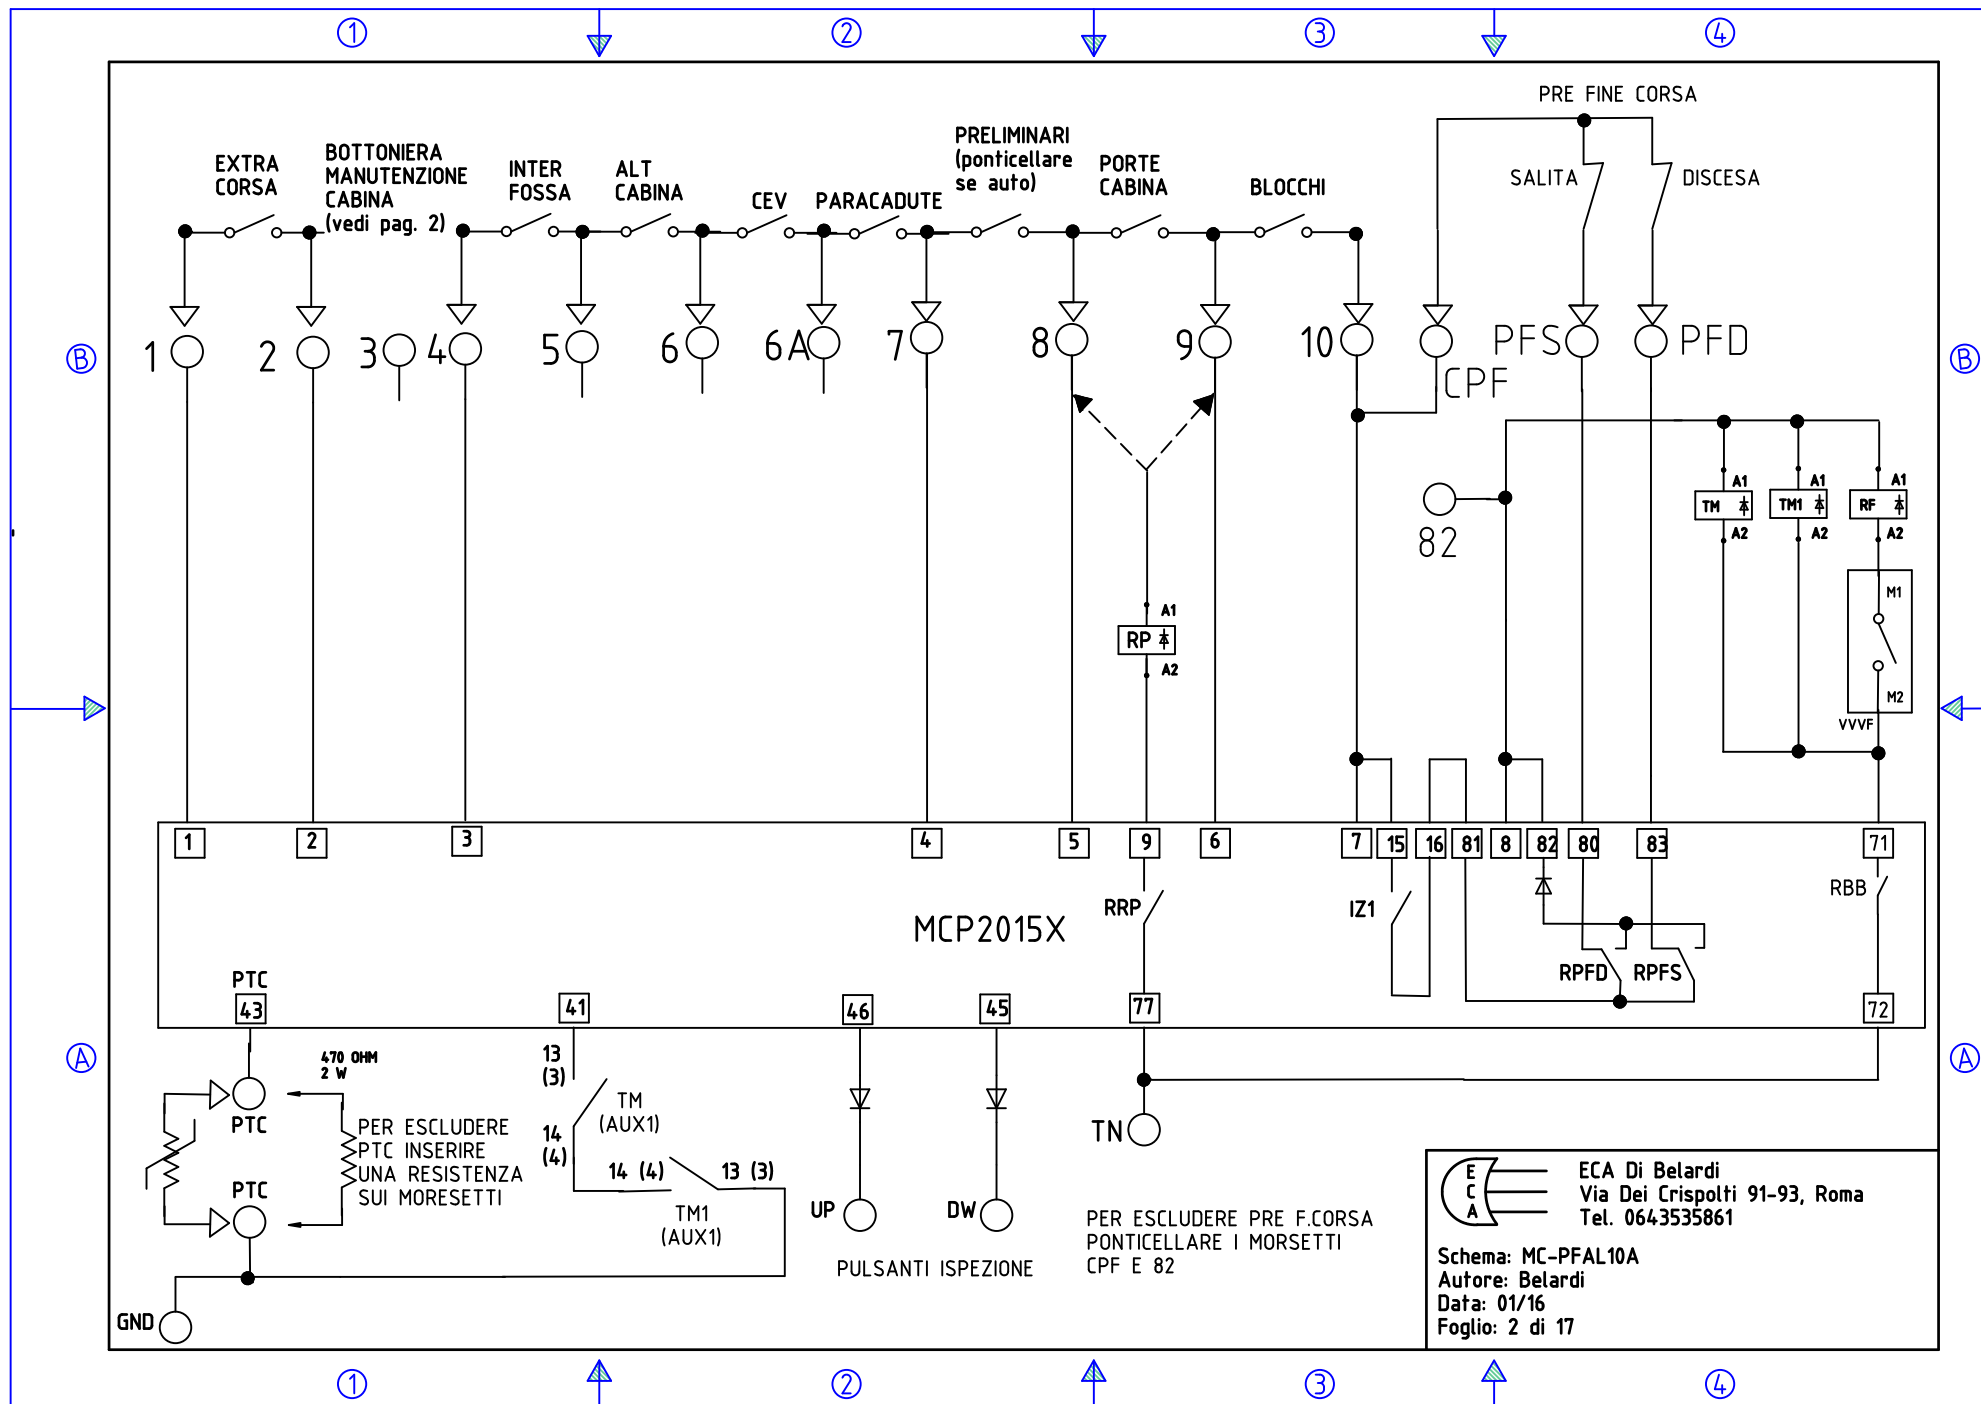 1
2
3
4
PRE FINE CORSA
EXTRA
CORSA
BOTTONIERA
MANUTENZIONE
CABINA
(vedi pag. 2)
INTER
FOSSA
ALT
CABINA
CEV
PARACADUTE
PRELIMINARI
(ponticellare
se auto)
PORTE
CABINA
BLOCCHI
SALITA
DISCESA
B
1
2
3
4
5
6
6A
7
8
9
10
CPF
PFS
PFD
B
82
A1
TM
A2
A1
TM1
A2
A1
RF
A2
M1
M2
VVVF
A1
RP
A2
1
2
3
4
5
9
6
7
15
16
81
8
82
80
83
71
RRP
IZ1
RBB
MCP2015X
RPFD
RPFS
PTC
43
41
46
45
77
72
A
A
PTC
470 OHM
2 W
PER ESCLUDERE
PTC INSERIRE
UNA RESISTENZA
SUI MORESETTI
PTC
GND
13
(3)
TM
(AUX1)
14
(4)
14 (4)
13 (3)
TM1
(AUX1)
UP
DW
PULSANTI ISPEZIONE
TN
PER ESCLUDERE PRE F.CORSA
PONTICELLARE I MORSETTI
CPF E 82
E
C
A
ECA Di Belardi
Via Dei Crispolti 91-93, Roma
Tel. 0643535861
Schema: MC-PFAL10A
Autore: Belardi
Data: 01/16
Foglio: 2 di 17
1
2
3
4